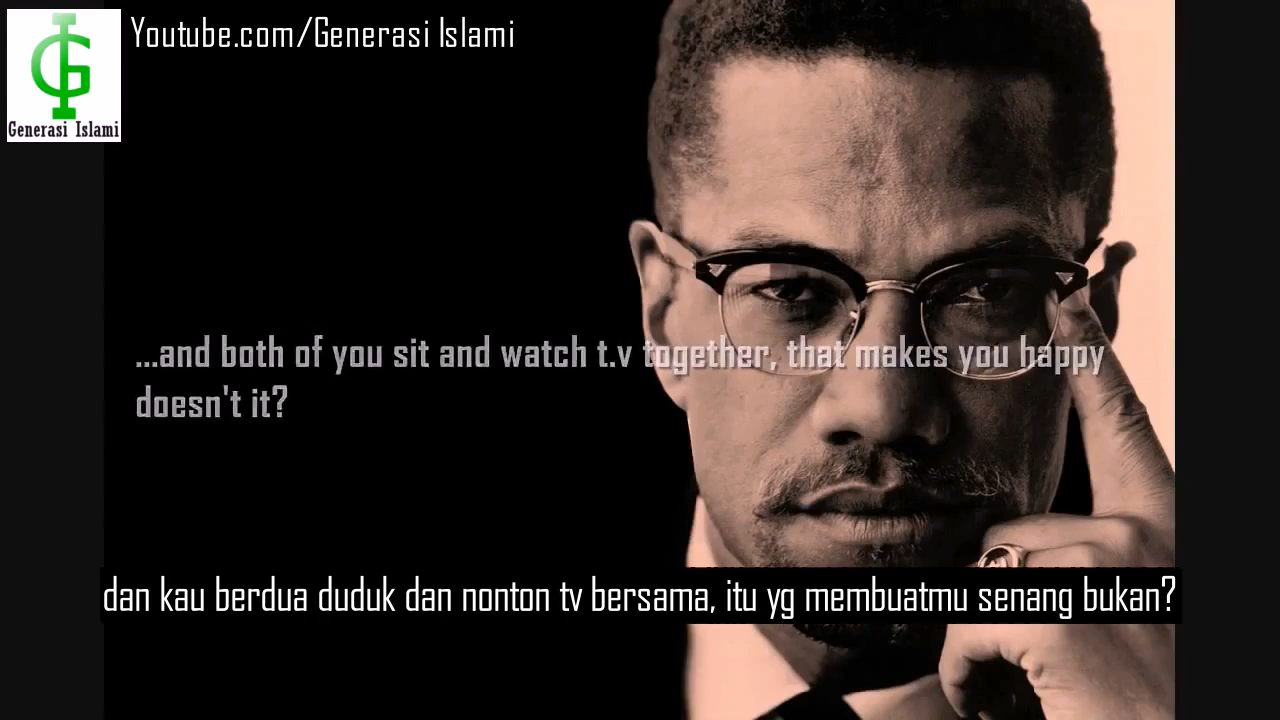 Youtube.com/Generasi Islami
GI
Generasi Islami
...and both of you sit and watch t.v together, that makes you happy
doesn't it?
dan kau berdua duduk dan nonton tv bersama, itu yg membuatmu senang bukan?